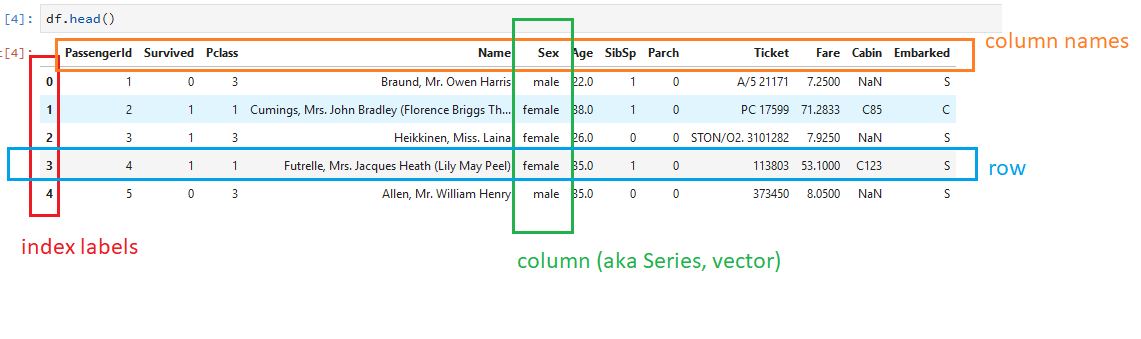 [4]: df.head()
t[4]:
PassengerId Survived Pclass Name Sex Age SibSp Parch Ticket Fare Cabin Embarked
column names
0 1 0 3 Braund, Mr. Owen Harris male 22.0 1 0 A/5 21171 7.2500 NaN S
1 2 1 1 Cumings, Mrs. John Bradley (Florence Briggs Th... female 38.0 1 0 PC 17599 71.2833 C85 C
2 3 1 3 Heikkinen, Miss. Laina female 26.0 0 0 STON/O2. 3101282 7.9250 NaN S
3 4 1 1 Futrelle, Mrs. Jacques Heath (Lily May Peel) female 35.0 1 0 113803 53.1000 C123 S
row
4 5 0 3 Allen, Mr. William Henry male 35.0 0 0 373450 8.0500 NaN S
index labels
column (aka Series, vector)